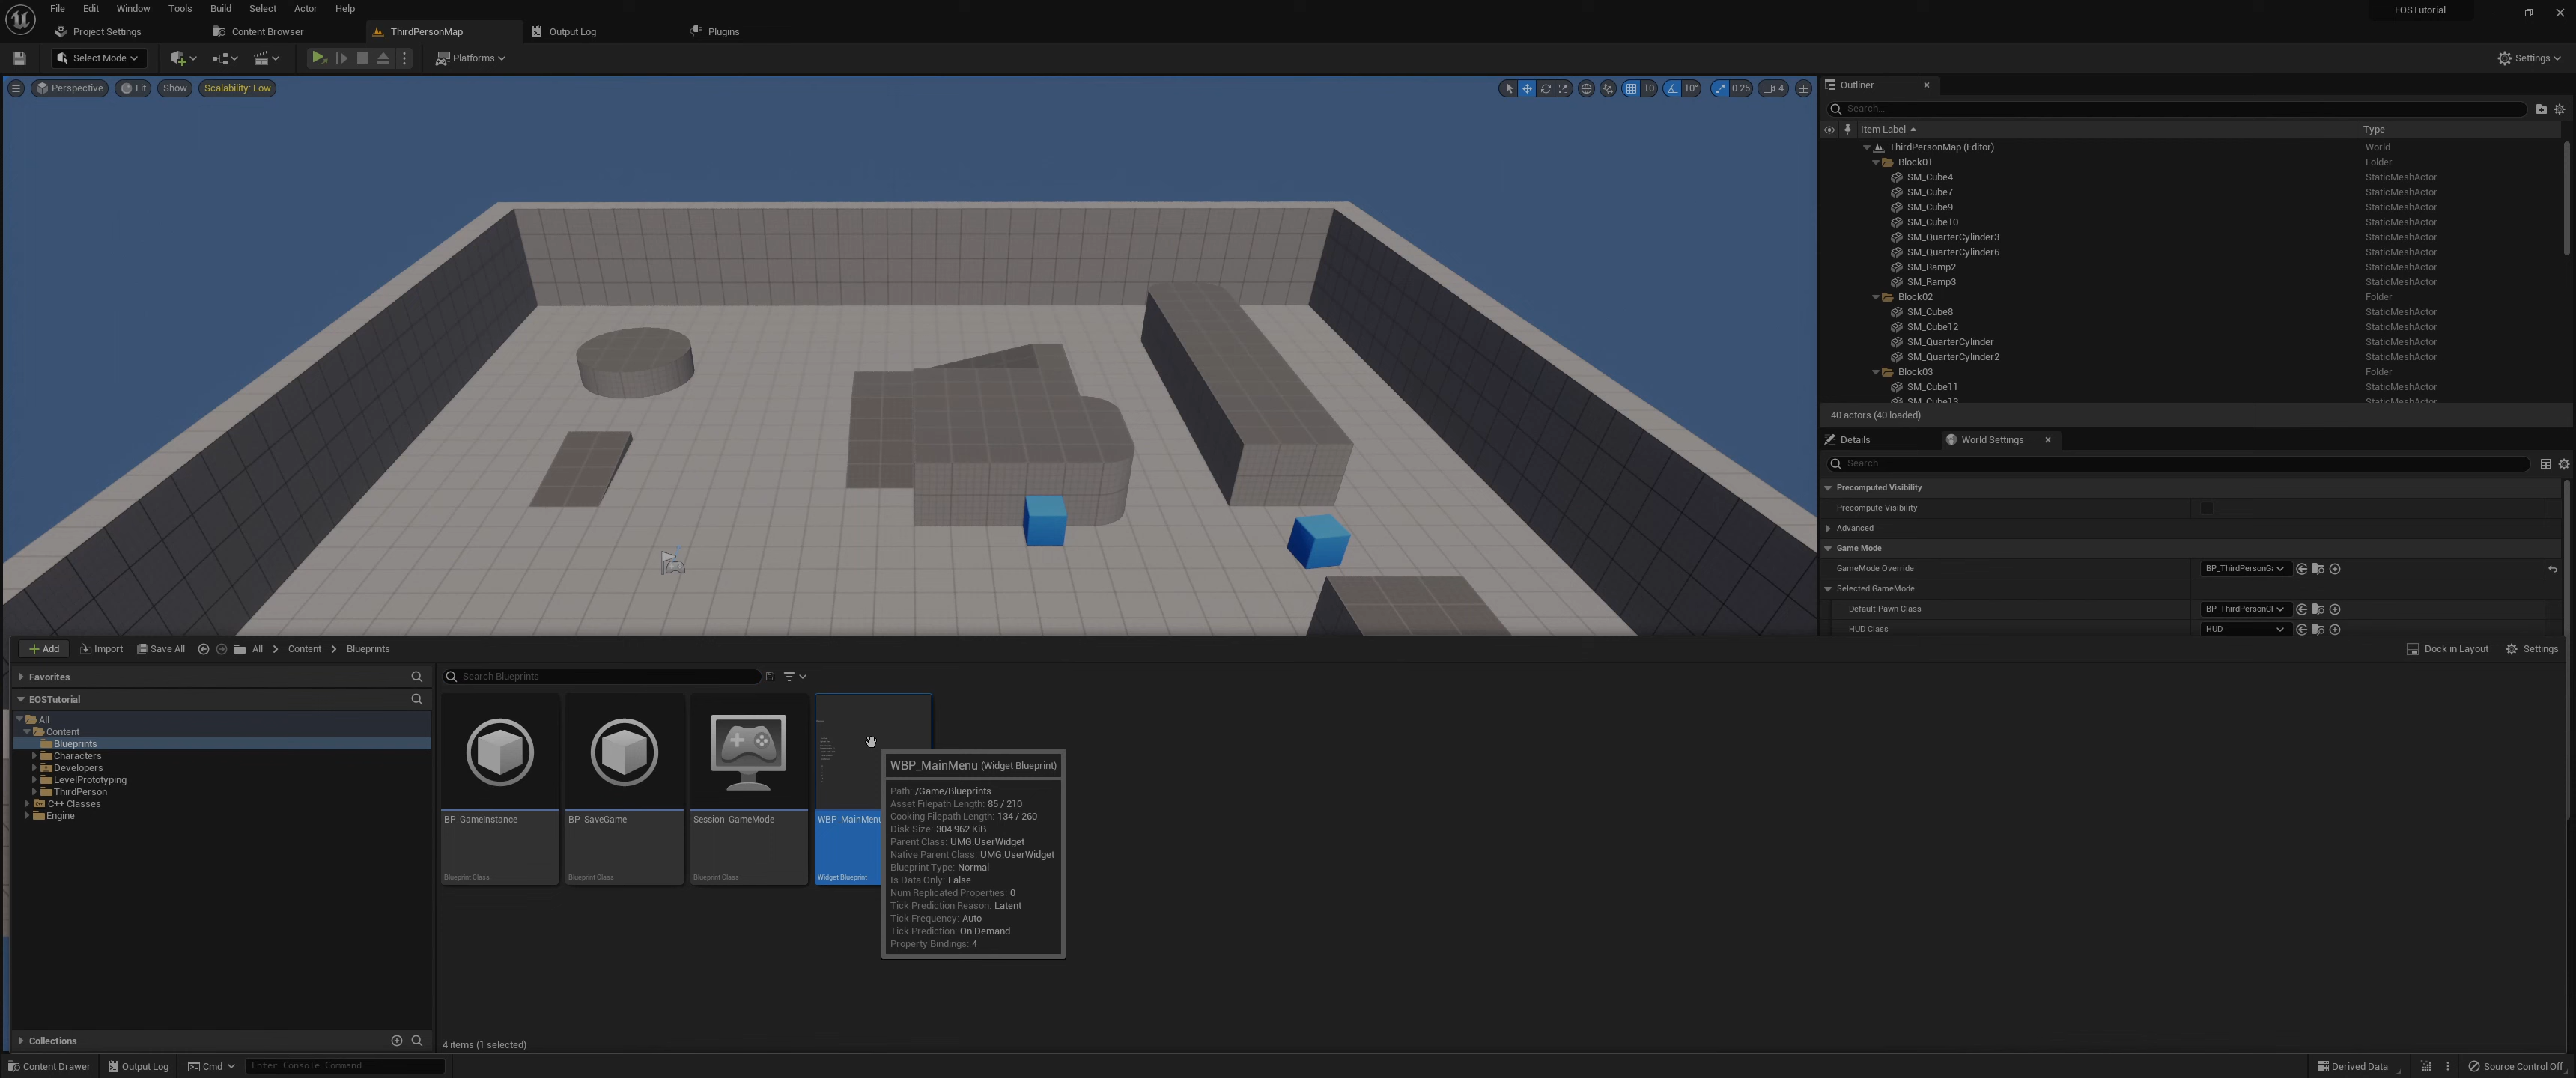 File Edit Window Tools Build Select Actor Help
EOSTutorial
Project Settings Content Browser ThirdPersonMap Output Log Plugins
Select Mode Platforms Settings
Perspective Lit Show Scalability: Low 10 10° 0.25 4
Outliner
Search...
Item Label Type
ThirdPersonMap (Editor) World
Block01 Folder
SM_Cube4 StaticMeshActor
SM_Cube7 StaticMeshActor
SM_Cube9 StaticMeshActor
SM_Cube10 StaticMeshActor
SM_QuarterCylinder3 StaticMeshActor
SM_QuarterCylinder6 StaticMeshActor
SM_Ramp2 StaticMeshActor
SM_Ramp3 StaticMeshActor
Block02 Folder
SM_Cube8 StaticMeshActor
SM_Cube12 StaticMeshActor
SM_QuarterCylinder StaticMeshActor
SM_QuarterCylinder2 StaticMeshActor
Block03 Folder
SM_Cube11 StaticMeshActor
SM_Cube13 StaticMeshActor
40 actors (40 loaded)
Details World Settings
Search
Precomputed Visibility
Precompute Visibility
Advanced
Game Mode
GameMode Override BP_ThirdPersonGa
Selected GameMode
Default Pawn Class BP_ThirdPersonCl
HUD Class HUD
Add Import Save All All Content Blueprints Dock in Layout Settings
Favorites
EOSTutorial
All
Content
Blueprints
Characters
Developers
LevelPrototyping
ThirdPerson
C++ Classes
Engine
Collections
Search Blueprints
BP_GameInstance
Blueprint Class
BP_SaveGame
Blueprint Class
Session_GameMode
Blueprint Class
WBP_MainMenu
Widget Blueprint
WBP_MainMenu (Widget Blueprint)
Path: /Game/Blueprints
Asset Filepath Length: 85 / 210
Cooking Filepath Length: 134 / 260
Disk Size: 304.962 KiB
Parent Class: UMG.UserWidget
Native Parent Class: UMG.UserWidget
Blueprint Type: Normal
Is Data Only: False
Num Replicated Properties: 0
Tick Prediction Reason: Latent
Tick Frequency: Auto
Tick Prediction: On Demand
Property Bindings: 4
4 items (1 selected)
Content Drawer Output Log Cmd Enter Console Command Derived Data Source Control Off